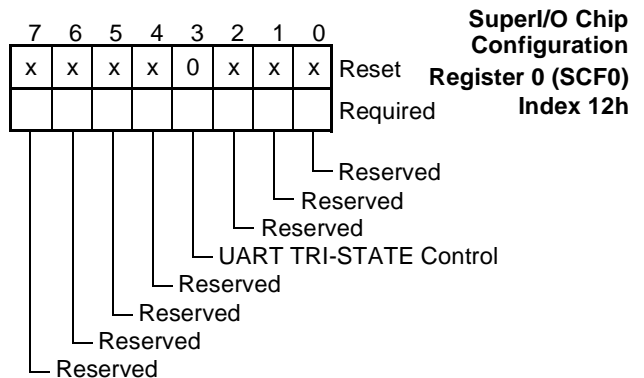 SuperI/O Chip
Configuration
Register 0 (SCF0)
Index 12h
7 6 5 4 3 2 1 0
x x x x 0 x x x Reset
Required
Reserved
Reserved
Reserved
UART TRI-STATE Control
Reserved
Reserved
Reserved
Reserved